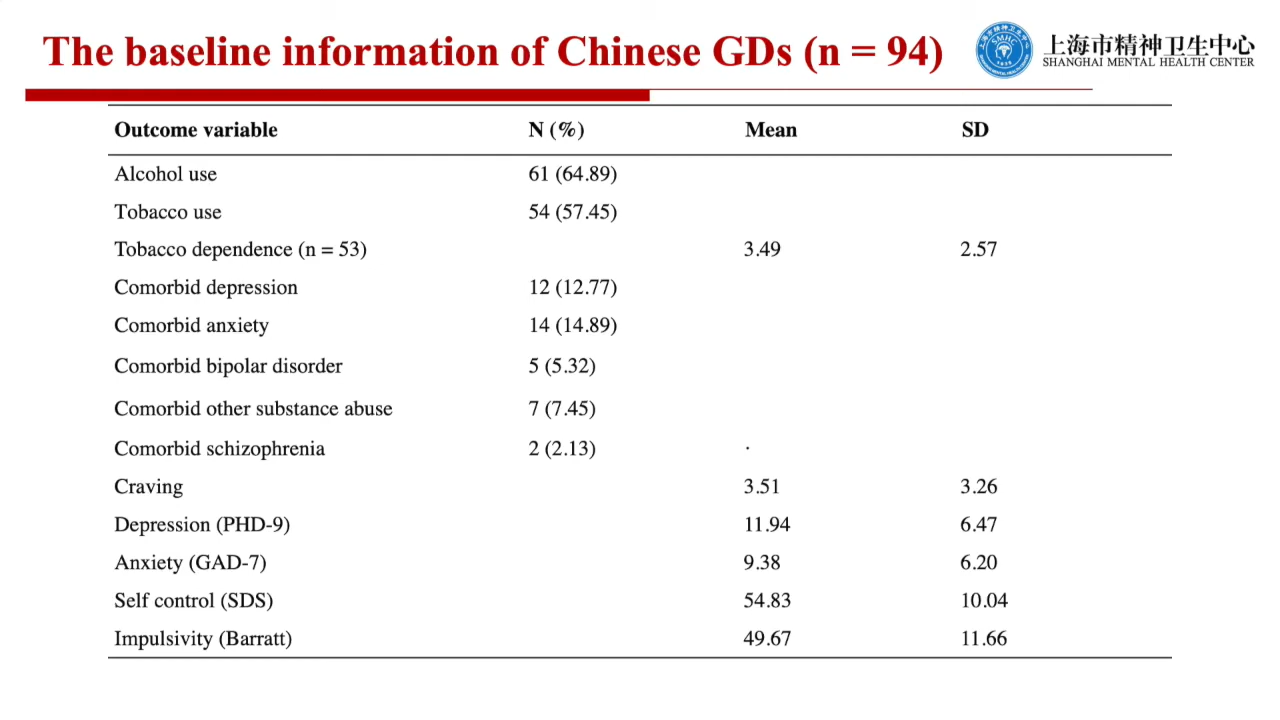 The baseline information of Chinese GDs (n = 94)
上海市精神卫生中心
SHANGHAI MENTAL HEALTH CENTER
Outcome variable N (%) Mean SD
Alcohol use 61 (64.89)
Tobacco use 54 (57.45)
Tobacco dependence (n = 53) 3.49 2.57
Comorbid depression 12 (12.77)
Comorbid anxiety 14 (14.89)
Comorbid bipolar disorder 5 (5.32)
Comorbid other substance abuse 7 (7.45)
Comorbid schizophrenia 2 (2.13)
Craving 3.51 3.26
Depression (PHD-9) 11.94 6.47
Anxiety (GAD-7) 9.38 6.20
Self control (SDS) 54.83 10.04
Impulsivity (Barratt) 49.67 11.66